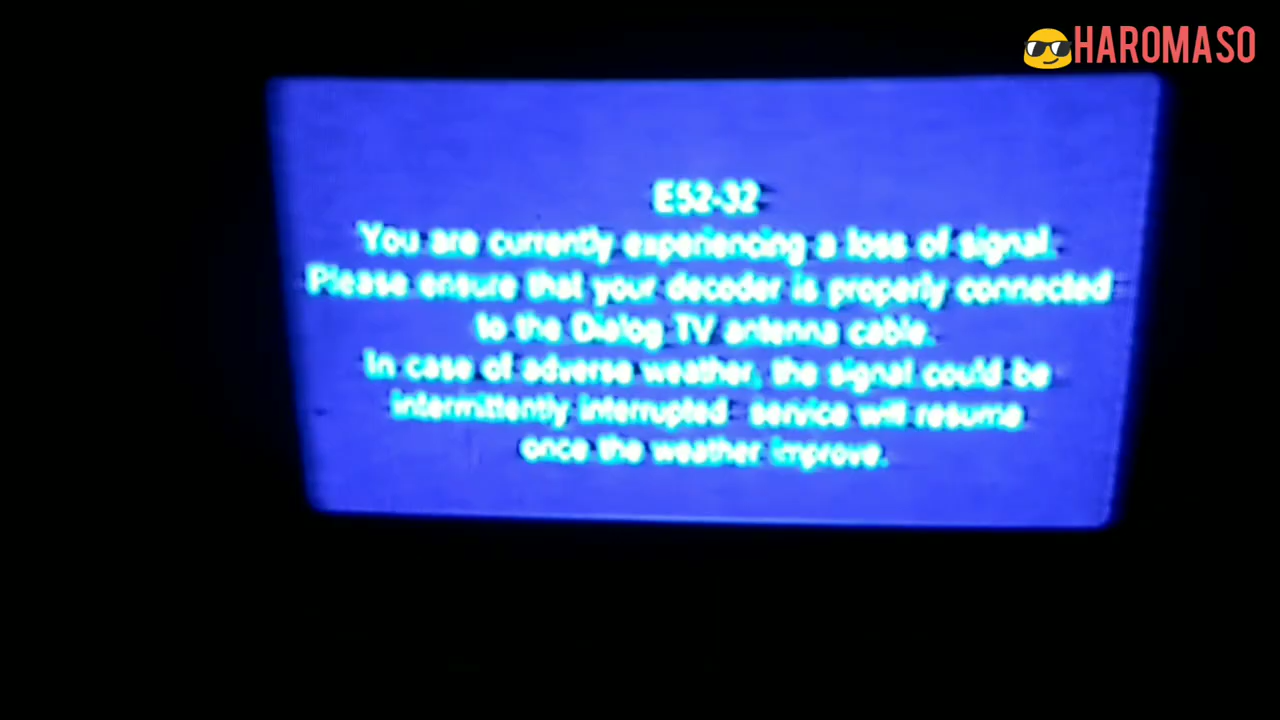 HAROMASO
E52-32
You are currently experiencing a loss of signal.
Please ensure that your decoder is properly connected
to the Dialog TV antenna cable.
In case of adverse weather, the signal could be
intermittently interrupted service will resume
once the weather improve.